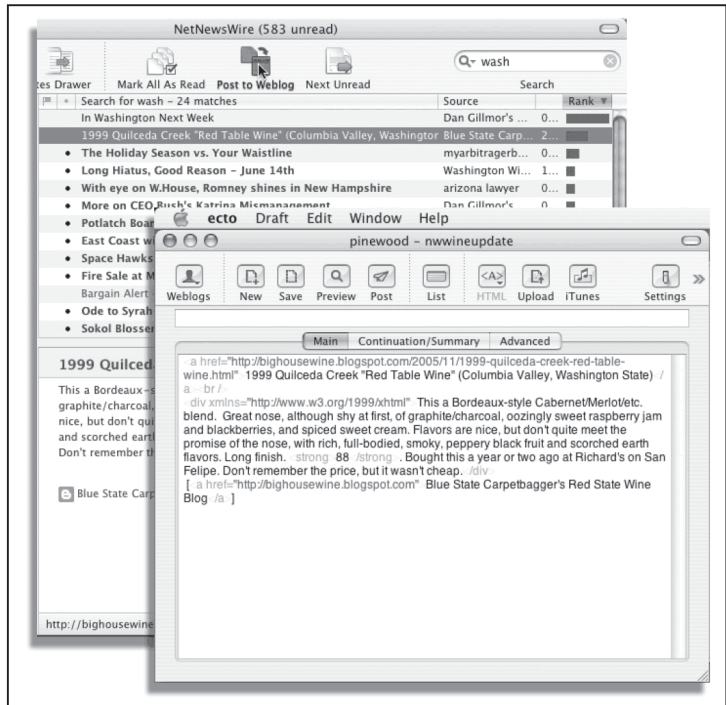 NetNewsWire (583 unread)
wash
tes Drawer Mark All As Read Post to Weblog Next Unread Search
Search for wash – 24 matches Source Rank
In Washington Next Week Dan Gillmor's ... 0...
1999 Quilceda Creek "Red Table Wine" (Columbia Valley, Washingtor Blue State Carp... 2...
• The Holiday Season vs. Your Waistline myarbitragerb... 0...
• Long Hiatus, Good Reason – June 14th Washington Wi... 1...
• With eye on W.House, Romney shines in New Hampshire arizona lawyer 0...
• More on CEO Bush's Katrina Mismanagement Dan Gillmor's 0
• Potlatch Boar
• East Coast wi
• Space Hawks
• Fire Sale at M
Bargain Alert
• Ode to Syrah
• Sokol Blosser
1999 Quilced
This a Bordeaux-s
graphite/charcoal,
nice, but don't qui
and scorched earth
Don't remember th
Blue State Carp
http://bighousewine
ecto Draft Edit Window Help
pinewood – nwwineupdate
Weblogs New Save Preview Post List HTML Upload iTunes Settings »
<A>
Main Continuation/Summary Advanced
<a href="http://bighousewine.blogspot.com/2005/11/1999-quilceda-creek-red-table-
wine.html">1999 Quilceda Creek "Red Table Wine" (Columbia Valley, Washington State)</
a><br />
<div xmlns="http://www.w3.org/1999/xhtml">This a Bordeaux-style Cabernet/Merlot/etc.
blend. Great nose, although shy at first, of graphite/charcoal, oozingly sweet raspberry jam
and blackberries, and spiced sweet cream. Flavors are nice, but don't quite meet the
promise of the nose, with rich, full-bodied, smoky, peppery black fruit and scorched earth
flavors. Long finish. <strong>88</strong>. Bought this a year or two ago at Richard's on San
Felipe. Don't remember the price, but it wasn't cheap.</div>
[<a href="http://bighousewine.blogspot.com">Blue State Carpetbagger's Red State Wine
Blog</a>]